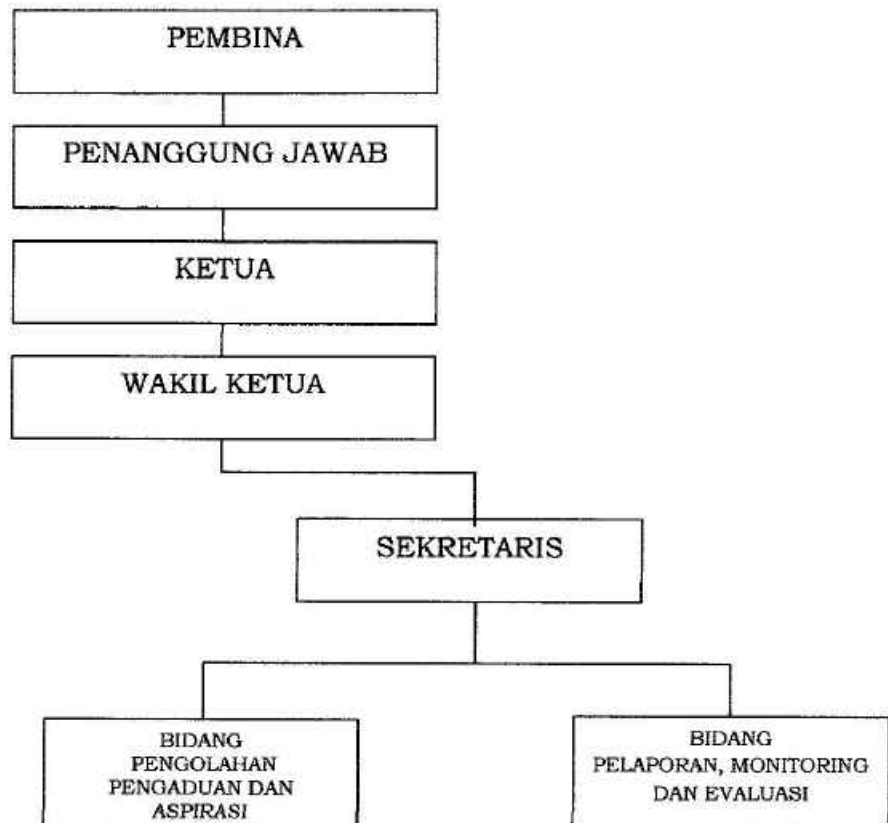 PEMBINA
PENANGGUNG JAWAB
KETUA
WAKIL KETUA
SEKRETARIS
BIDANG
PENGOLAHAN
PENGADUAN DAN
ASPIRASI
BIDANG
PELAPORAN, MONITORING
DAN EVALUASI